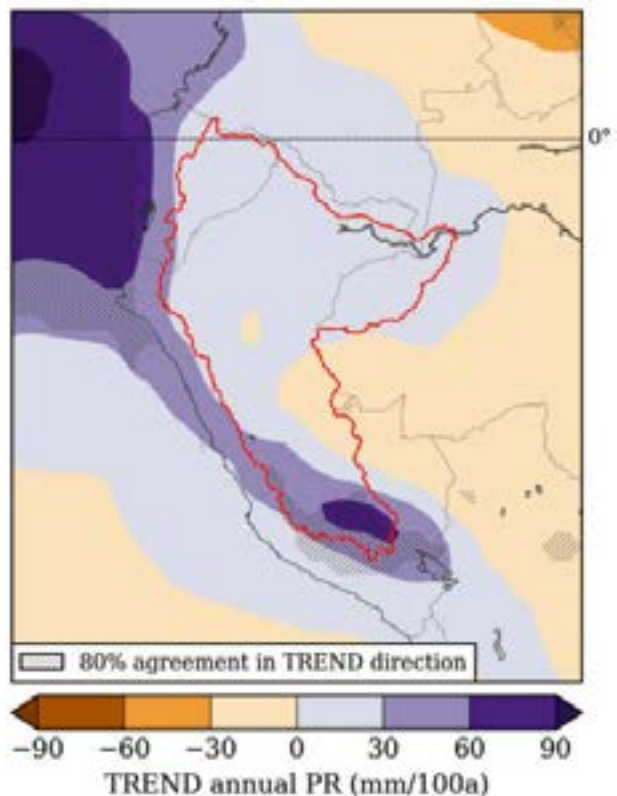 0°
80% agreement in TREND direction
−90 −60 −30 0 30 60 90
TREND annual PR (mm/100a)